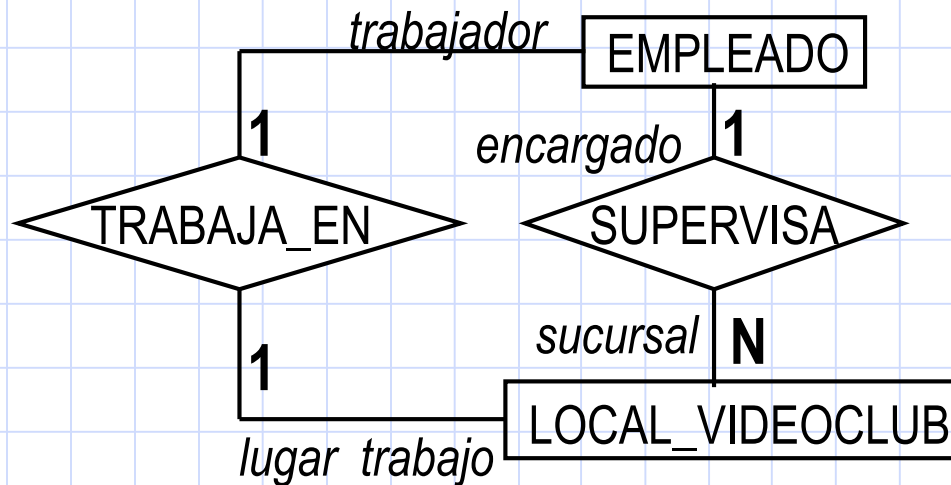 trabajador
EMPLEADO
1
encargado
1
TRABAJA_EN
SUPERVISA
sucursal
N
1
LOCAL_VIDEOCLUB
lugar trabajo